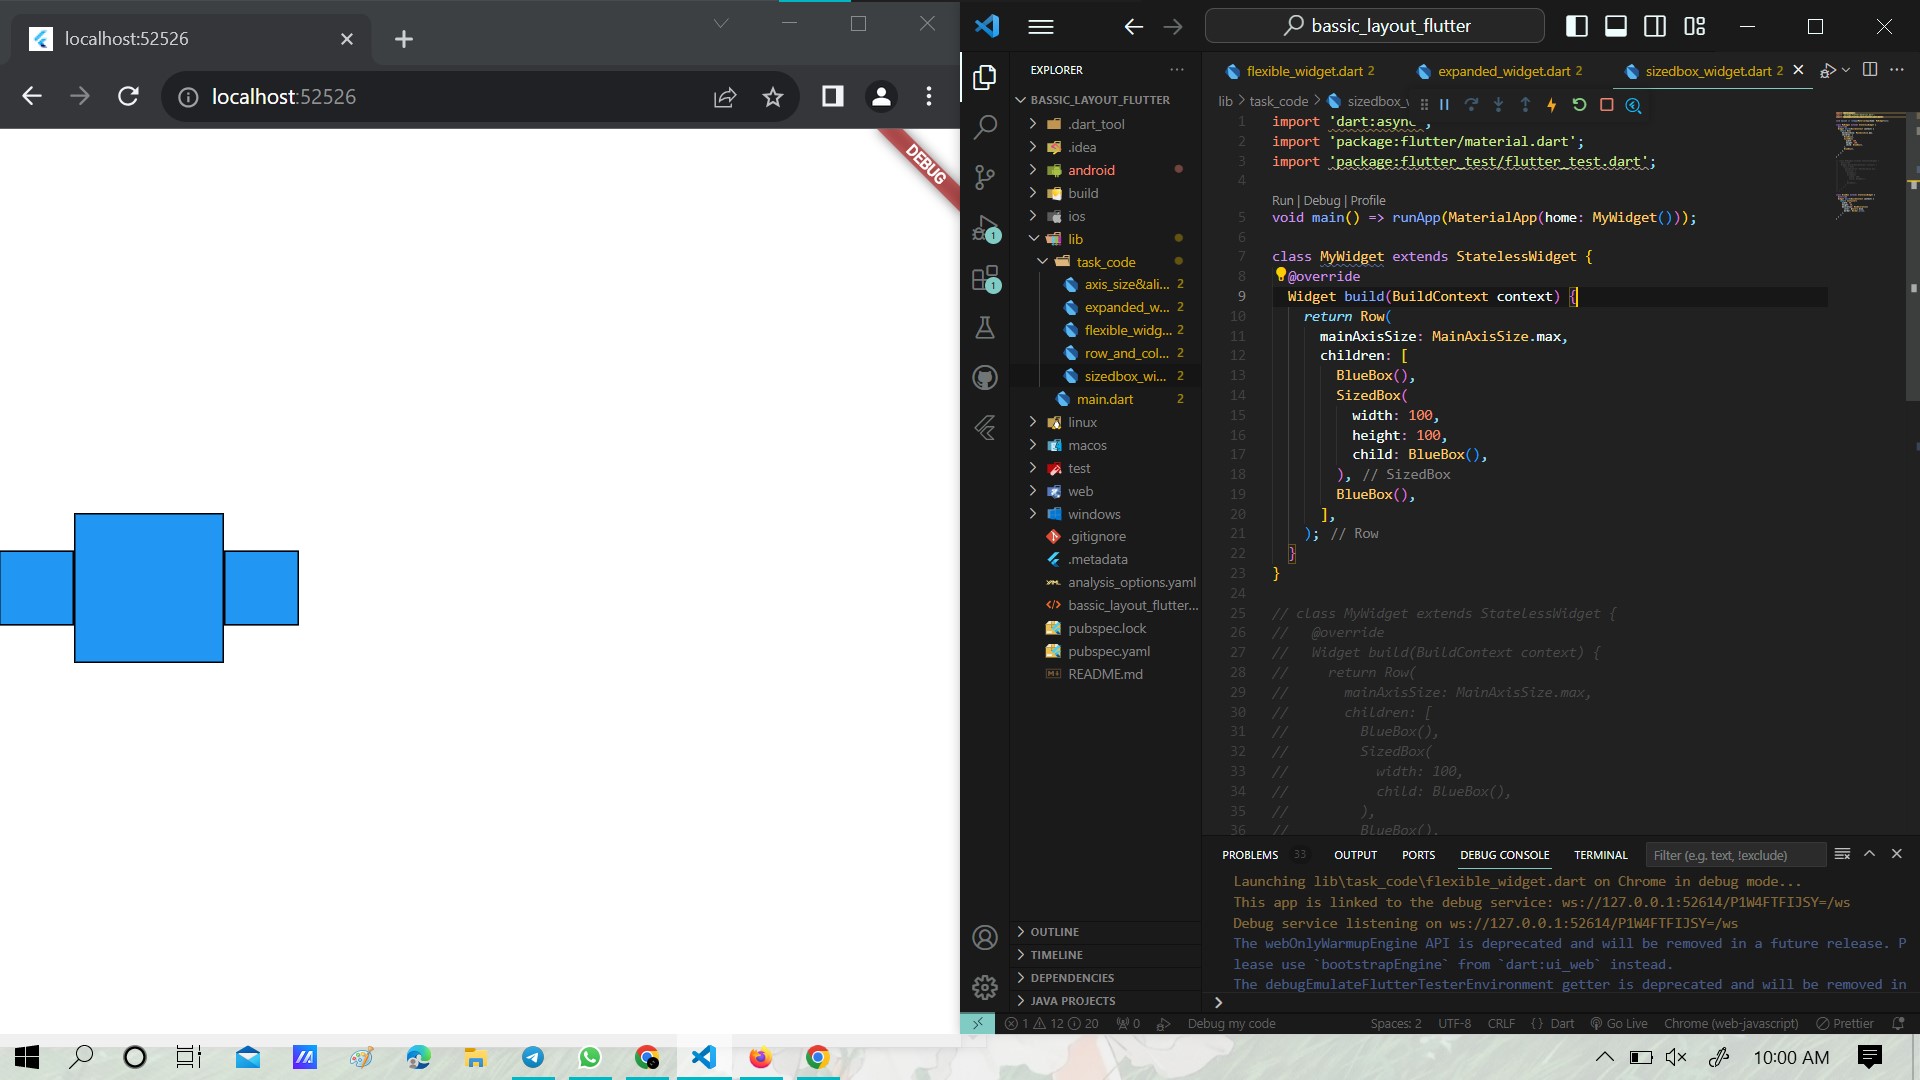 localhost:52526
localhost:52526
DEBUG
bassic_layout_flutter
EXPLORER
BASSIC_LAYOUT_FLUTTER
.dart_tool
.idea
android
build
ios
lib
task_code
axis_size&ali... 2
expanded_w... 2
flexible_widg... 2
row_and_col... 2
sizedbox_wi... 2
main.dart 2
linux
macos
test
web
windows
.gitignore
.metadata
analysis_options.yaml
bassic_layout_flutter...
pubspec.lock
pubspec.yaml
README.md
OUTLINE
TIMELINE
DEPENDENCIES
JAVA PROJECTS
1
1
flexible_widget.dart 2
expanded_widget.dart 2
sizedbox_widget.dart 2
lib > task_code > sizedbox_
1 import 'dart:async';
2 import 'package:flutter/material.dart';
3 import 'package:flutter_test/flutter_test.dart';
4
Run | Debug | Profile
5 void main() => runApp(MaterialApp(home: MyWidget()));
6
7 class MyWidget extends StatelessWidget {
8 @override
9 Widget build(BuildContext context) {
10 return Row(
11 mainAxisSize: MainAxisSize.max,
12 children: [
13 BlueBox(),
14 SizedBox(
15 width: 100,
16 height: 100,
17 child: BlueBox(),
18 ), // SizedBox
19 BlueBox(),
20 ],
21 ); // Row
22 }
23 }
24
25 // class MyWidget extends StatelessWidget {
26 // @override
27 // Widget build(BuildContext context) {
28 // return Row(
29 // mainAxisSize: MainAxisSize.max,
30 // children: [
31 // BlueBox(),
32 // SizedBox(
33 // width: 100,
34 // child: BlueBox(),
35 // ),
36 // BlueBox(),
PROBLEMS 33 OUTPUT PORTS DEBUG CONSOLE TERMINAL Filter (e.g. text, !exclude)
Launching lib\task_code\flexible_widget.dart on Chrome in debug mode...
This app is linked to the debug service: ws://127.0.0.1:52614/P1W4FTFIJSY=/ws
Debug service listening on ws://127.0.0.1:52614/P1W4FTFIJSY=/ws
The webOnlyWarmupEngine API is deprecated and will be removed in a future release. P
lease use `bootstrapEngine` from `dart:ui_web` instead.
The debugEmulateFlutterTesterEnvironment getter is deprecated and will be removed in
1 12 20 0 Debug my code Spaces: 2 UTF-8 CRLF {} Dart Go Live Chrome (web-javascript) Prettier
10:00 AM